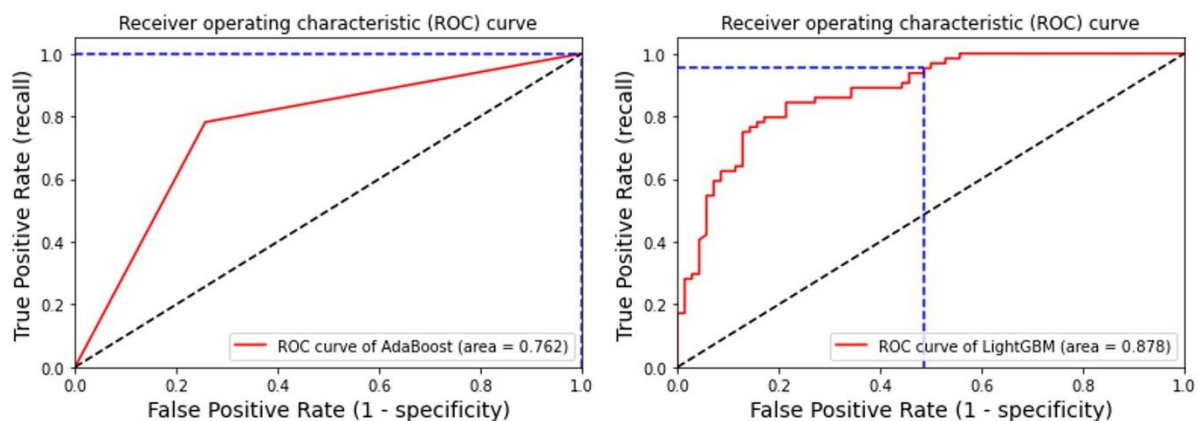 Receiver operating characteristic (ROC) curve
True Positive Rate (recall)
1.0
0.8
0.6
0.4
0.2
0.0
ROC curve of AdaBoost (area = 0.762)
0.0 0.2 0.4 0.6 0.8 1.0
False Positive Rate (1 - specificity)
Receiver operating characteristic (ROC) curve
True Positive Rate (recall)
1.0
0.8
0.6
0.4
0.2
0.0
ROC curve of LightGBM (area = 0.878)
0.0 0.2 0.4 0.6 0.8 1.0
False Positive Rate (1 - specificity)